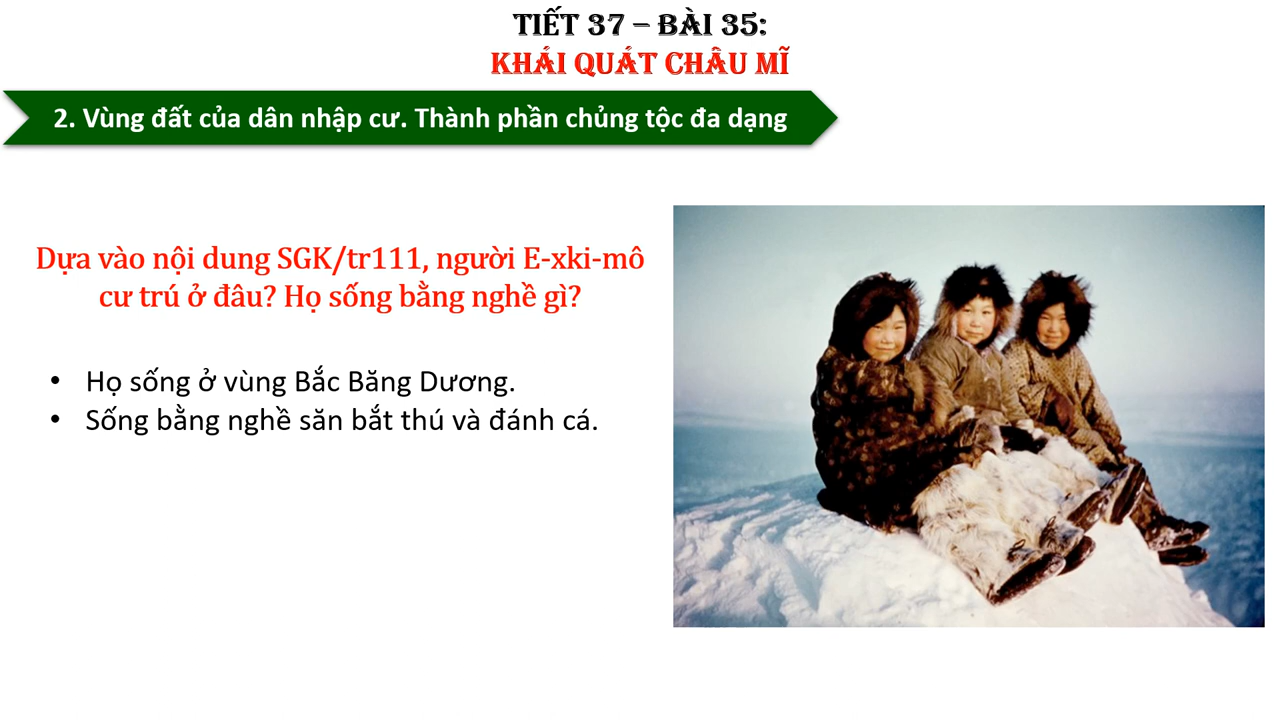 TIẾT 37 – BÀI 35:
KHÁI QUÁT CHÂU MĨ
2. Vùng đất của dân nhập cư. Thành phần chủng tộc đa dạng
Dựa vào nội dung SGK/tr111, người E-xki-mô
cư trú ở đâu? Họ sống bằng nghề gì?
• Họ sống ở vùng Bắc Băng Dương.
• Sống bằng nghề săn bắt thú và đánh cá.